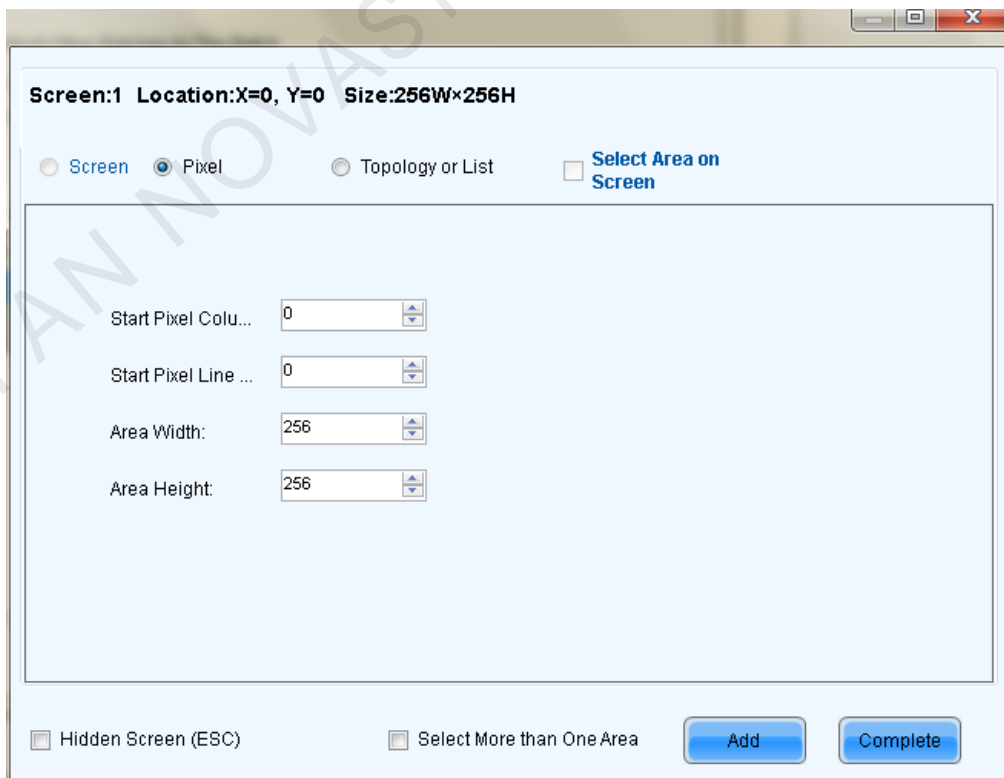 Screen:1 Location:X=0, Y=0 Size:256W×256H
Screen Pixel Topology or List Select Area on
Screen
Start Pixel Colu... 0
Start Pixel Line ... 0
Area Width: 256
Area Height: 256
Hidden Screen (ESC) Select More than One Area Add Complete